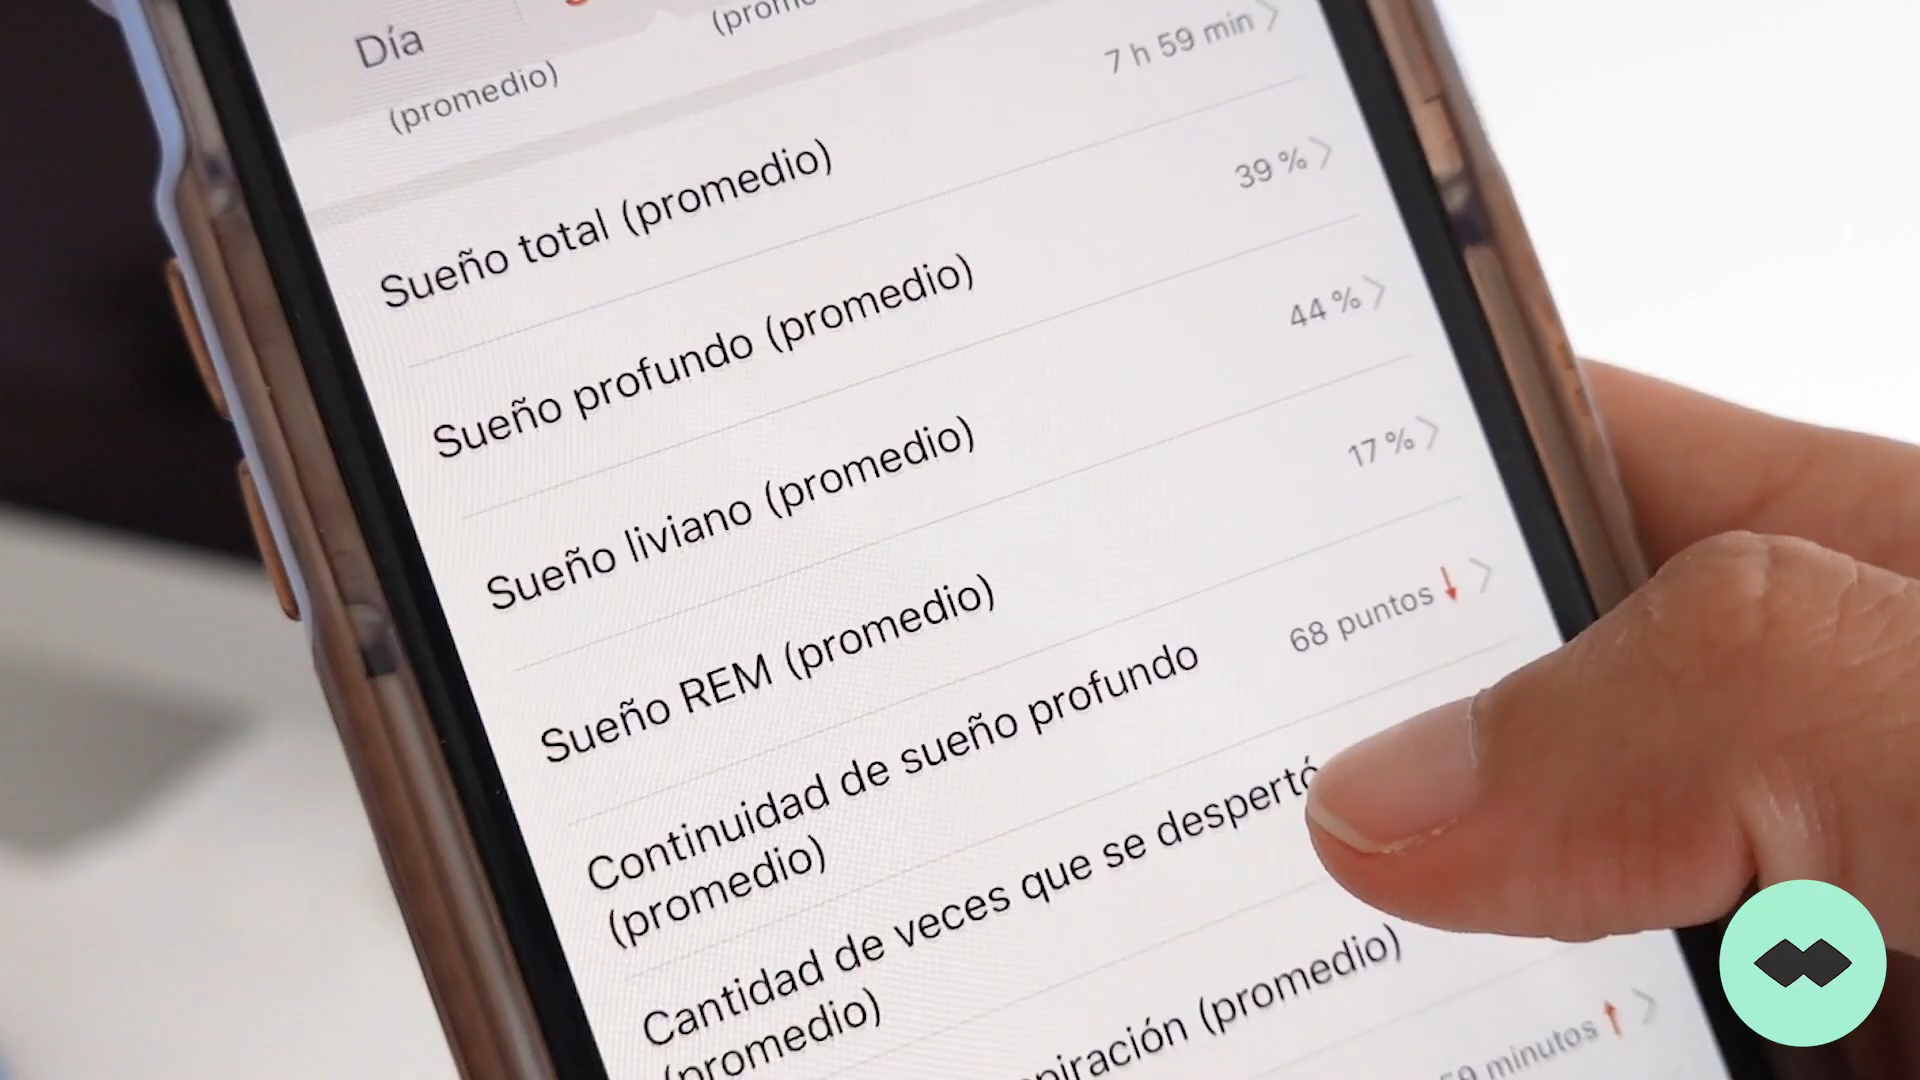 Día
(promedio)
Sueño total (promedio)
7 h 59 min
Sueño profundo (promedio)
39 %
Sueño liviano (promedio)
44 %
Sueño REM (promedio)
17 %
Continuidad de sueño profundo
(promedio)
68 puntos ↓
Cantidad de veces que se despertó
(promedio)
(promedio)
minutos ↑